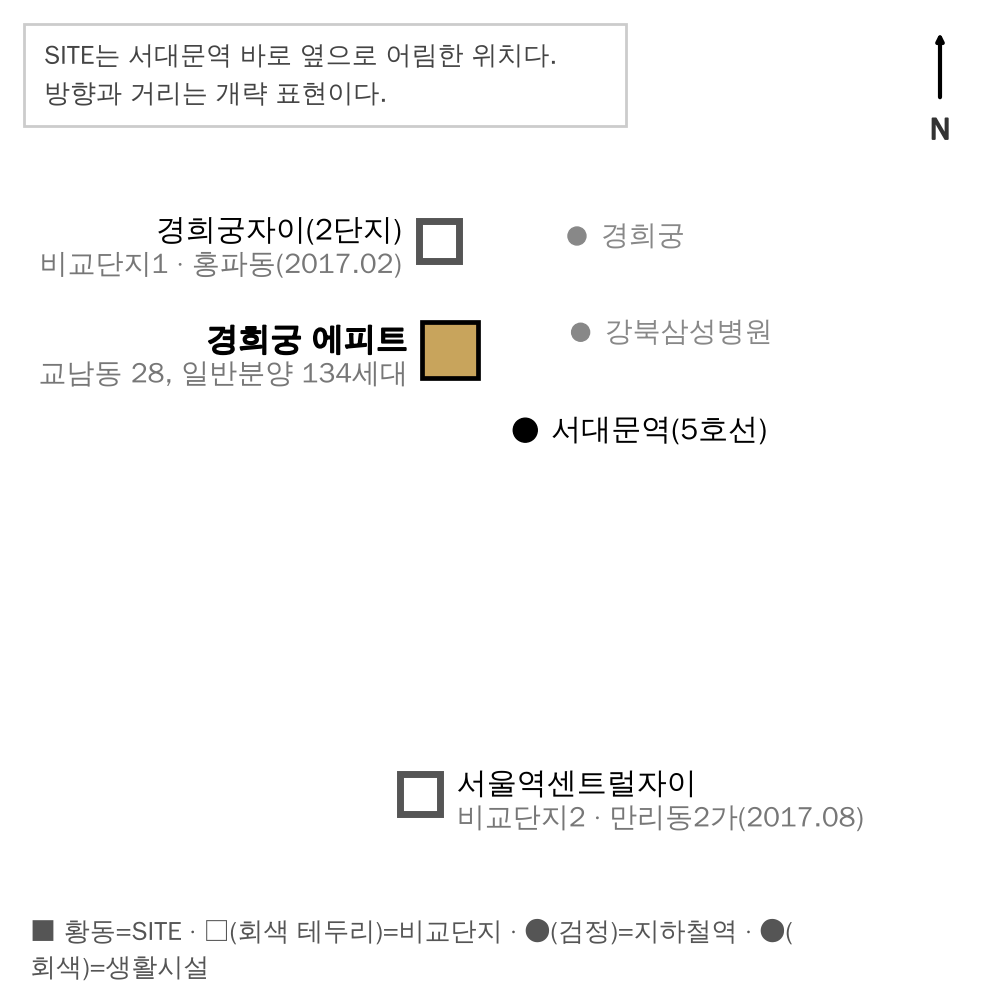 SITE는 서대문역 바로 옆으로 어림한 위치다.
방향과 거리는 개략 표현이다.
N
경희궁자이(2단지)
비교단지1 · 홍파동(2017.02)
경희궁
경희궁 에피트
교남동 28, 일반분양 134세대
강북삼성병원
서대문역(5호선)
서울역센트럴자이
비교단지2 · 만리동2가(2017.08)
■ 황동=SITE · □(회색 테두리)=비교단지 · ●(검정)=지하철역 · ●(
회색)=생활시설